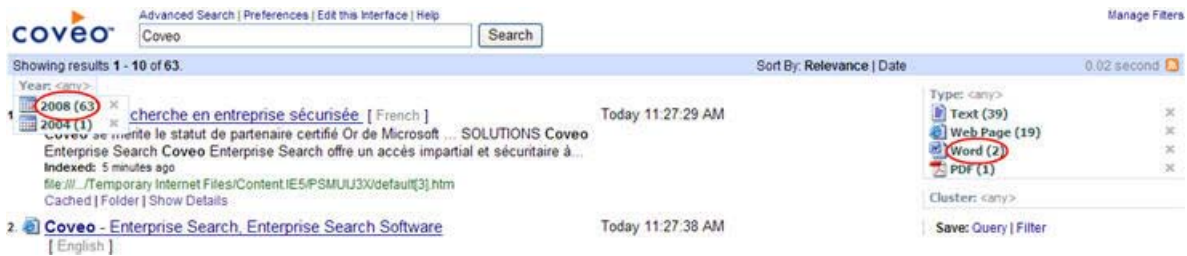 Advanced Search | Preferences | Edit this Interface | Help
Manage Filters
coveo
Coveo
Search
Showing results 1 - 10 of 63.
Sort By: Relevance | Date
0.02 second
Year: <any>
2008 (63)
2004 (1)
1
cherche en entreprise sécurisée [ French ]
Today 11:27:29 AM
Coveo se mérite le statut de partenaire certifié Or de Microsoft ... SOLUTIONS Coveo
Enterprise Search Coveo Enterprise Search offre un accès impartial et sécuritaire à...
Indexed: 5 minutes ago
file:///.../Temporary Internet Files/Content.IE5/PSMUIJ3X/default[3].htm
Cached | Folder | Show Details
2. Coveo - Enterprise Search, Enterprise Search Software
[ English ]
Today 11:27:38 AM
Type: <any>
Text (39)
Web Page (19)
Word (2)
PDF (1)
Cluster: <any>
Save: Query | Filter